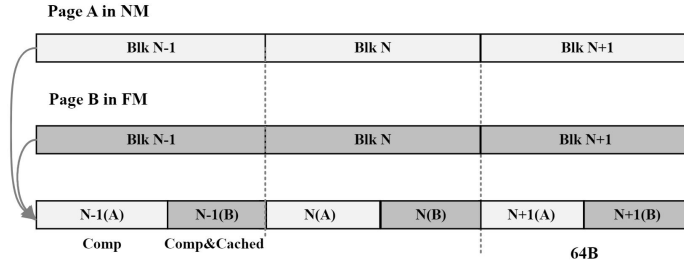 Page A in NM
Blk N-1 Blk N Blk N+1
Page B in FM
Blk N-1 Blk N Blk N+1
N-1(A) N-1(B) N(A) N(B) N+1(A) N+1(B)
Comp Comp&Cached
64B